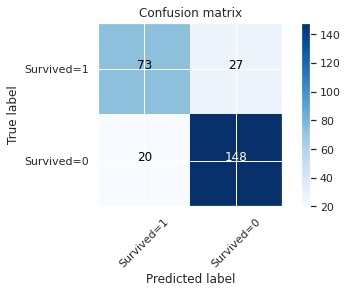 Confusion matrix
True label
Survived=1
Survived=0
73
27
20
148
Survived=1
Survived=0
Predicted label
140
120
100
80
60
40
20